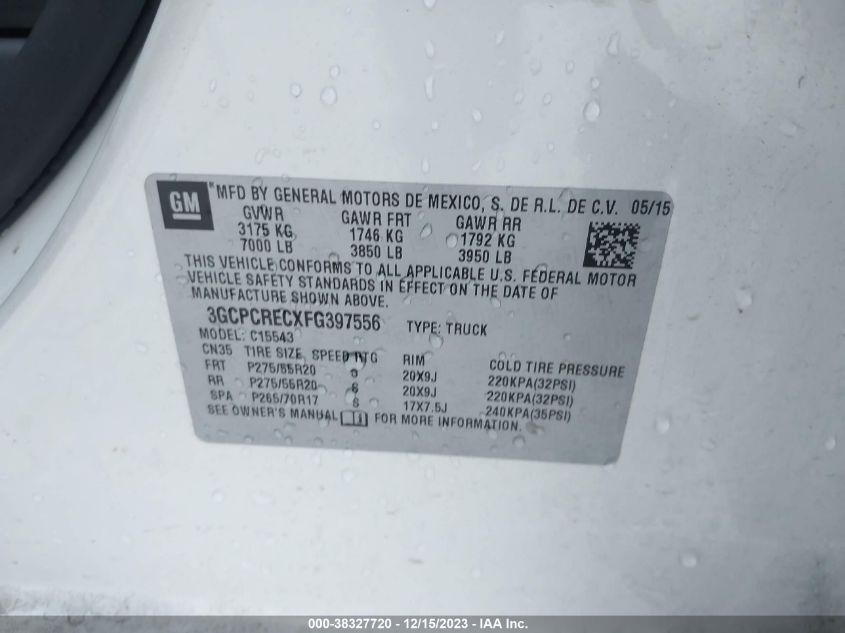 GM
*MFD BY GENERAL MOTORS DE MEXICO, S. DE R.L. DE C.V. 05/15
GVWR GAWR FRT GAWR RR
3175 KG 1746 KG 1792 KG
7000 LB 3850 LB 3950 LB
THIS VEHICLE CONFORMS TO ALL APPLICABLE U.S. FEDERAL MOTOR
VEHICLE SAFETY STANDARDS IN EFFECT ON THE DATE OF
MANUFACTURE SHOWN ABOVE.
3GCPCRECXFG397556 TYPE: TRUCK
MODEL: C15543
CN35 TIRE SIZE, SPEED RTG RIM COLD TIRE PRESSURE
FRT P275/55R20 S 20X9J 220KPA(32PSI)
RR P275/55R20 S 20X9J 220KPA(32PSI)
SPA P265/70R17 S 17X7.5J 240KPA(35PSI)
SEE OWNER'S MANUAL FOR MORE INFORMATION.
000-38327720 - 12/15/2023 - IAA Inc.